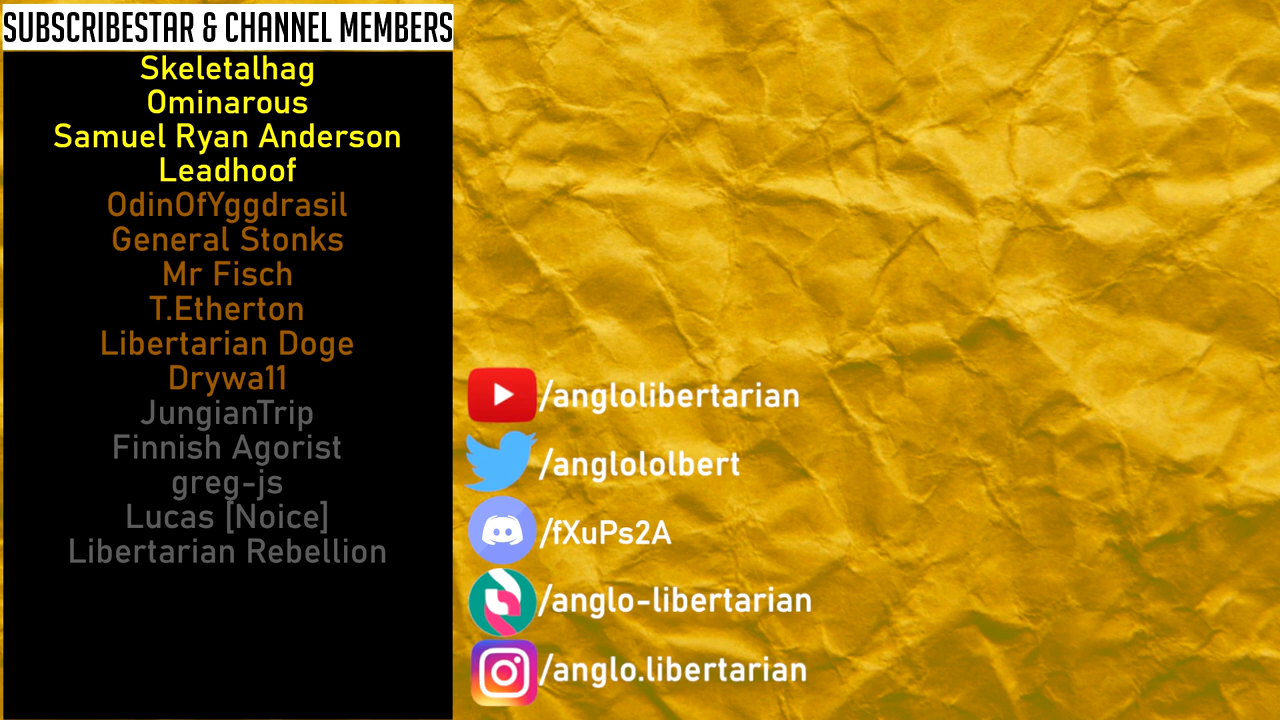 SUBSCRIBESTAR & CHANNEL MEMBERS
Skeletalhag
Ominarous
Samuel Ryan Anderson
Leadhoof
OdinOfYggdrasil
General Stonks
Mr Fisch
T.Etherton
Libertarian Doge
Drywa11
JungianTrip
Finnish Agorist
greg-js
Lucas [Noice]
Libertarian Rebellion
/anglolibertarian
/anglololbert
/fXuPs2A
/anglo-libertarian
/anglo.libertarian